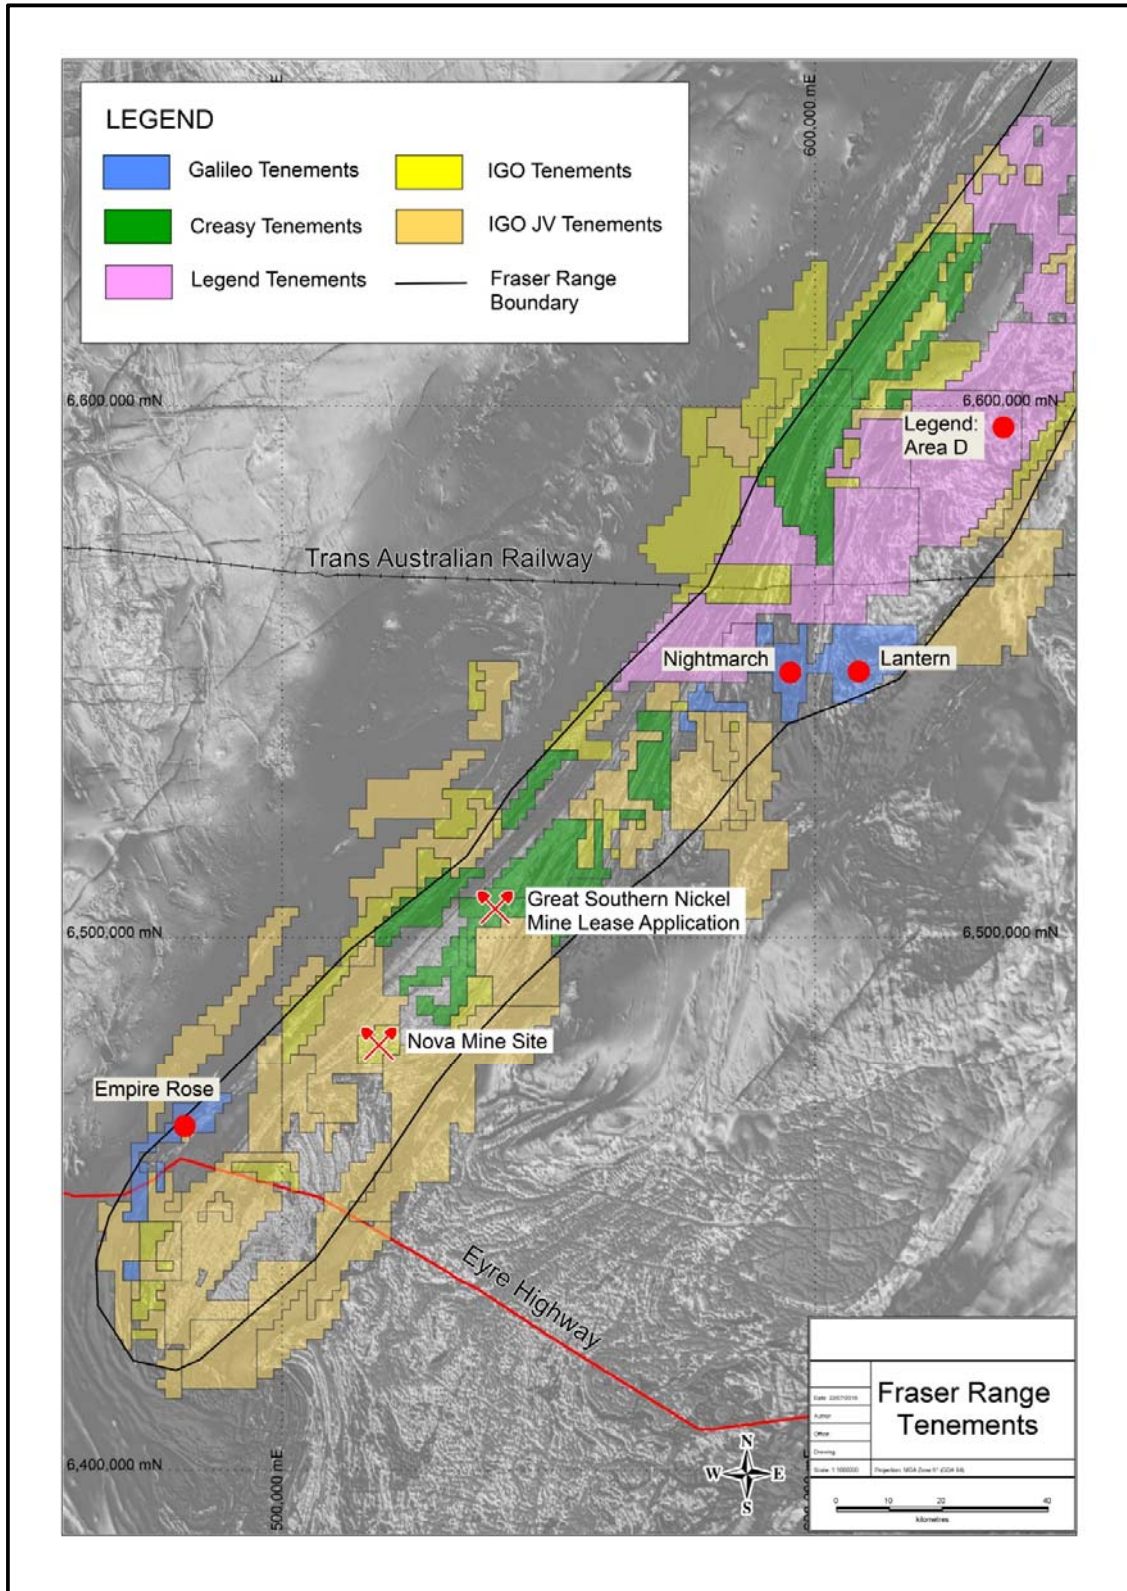 LEGEND
Galileo Tenements
IGO Tenements
Creasy Tenements
IGO JV Tenements
Legend Tenements
Fraser Range
Boundary
600,000 mE
6,600,000 mN
6,600,000 mN
Legend:
Area D
Trans Australian Railway
Nightmarch
Lantern
Great Southern Nickel
Mine Lease Application
6,500,000 mN
6,500,000 mN
Nova Mine Site
Empire Rose
Eyre Highway
6,400,000 mN
500,000 mE
N
W
E
S
Fraser Range
Tenements
Author
Office
Drawing
0
10
20
40
kilometres